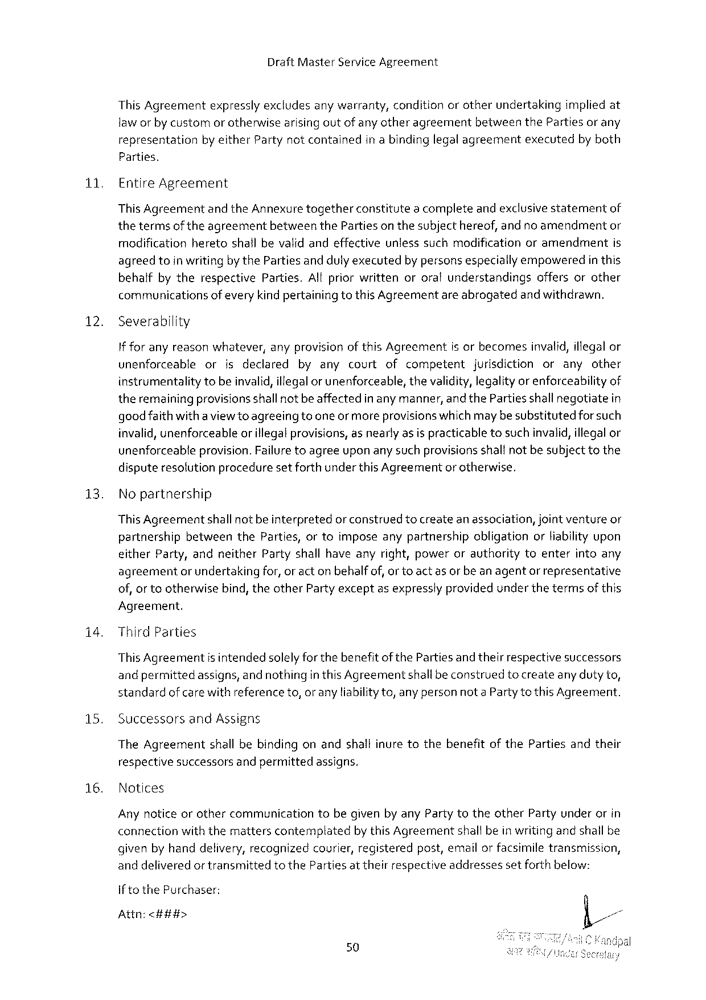 Draft Master Service Agreement
This Agreement expressly excludes any warranty, condition or other undertaking implied at
law or by custom or otherwise arising out of any other agreement between the Parties or any
representation by either Party not contained in a binding legal agreement executed by both
Parties.
11. Entire Agreement
This Agreement and the Annexure together constitute a complete and exclusive statement of
the terms of the agreement between the Parties on the subject hereof, and no amendment or
modification hereto shall be valid and effective unless such modification or amendment is
agreed to in writing by the Parties and duly executed by persons especially empowered in this
behalf by the respective Parties. All prior written or oral understandings offers or other
communications of every kind pertaining to this Agreement are abrogated and withdrawn.
12. Severability
If for any reason whatever, any provision of this Agreement is or becomes invalid, illegal or
unenforceable or is declared by any court of competent jurisdiction or any other
instrumentality to be invalid, illegal or unenforceable, the validity, legality or enforceability of
the remaining provisions shall not be affected in any manner, and the Parties shall negotiate in
good faith with a view to agreeing to one or more provisions which may be substituted for such
invalid, unenforceable or illegal provisions, as nearly as is practicable to such invalid, illegal or
unenforceable provision. Failure to agree upon any such provisions shall not be subject to the
dispute resolution procedure set forth under this Agreement or otherwise.
13. No partnership
This Agreement shall not be interpreted or construed to create an association, joint venture or
partnership between the Parties, or to impose any partnership obligation or liability upon
either Party, and neither Party shall have any right, power or authority to enter into any
agreement or undertaking for, or act on behalf of, or to act as or be an agent or representative
of, or to otherwise bind, the other Party except as expressly provided under the terms of this
Agreement.
14. Third Parties
This Agreement is intended solely for the benefit of the Parties and their respective successors
and permitted assigns, and nothing in this Agreement shall be construed to create any duty to,
standard of care with reference to, or any liability to, any person not a Party to this Agreement.
15. Successors and Assigns
The Agreement shall be binding on and shall inure to the benefit of the Parties and their
respective successors and permitted assigns.
16. Notices
Any notice or other communication to be given by any Party to the other Party under or in
connection with the matters contemplated by this Agreement shall be in writing and shall be
given by hand delivery, recognized courier, registered post, email or facsimile transmission,
and delivered or transmitted to the Parties at their respective addresses set forth below:
If to the Purchaser:
Attn: <###>
/Anil C Kandpal
/Under Secretary
50